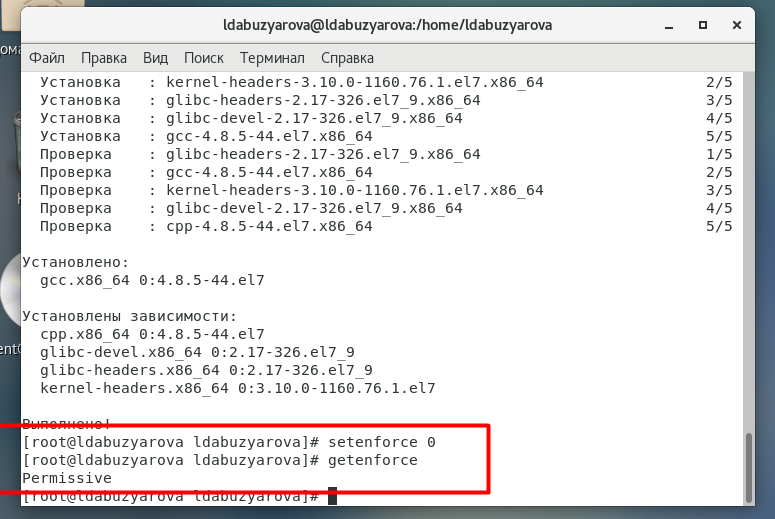 ldabuzyarova@ldabuzyarova:/home/ldabuzyarova
Файл Правка Вид Поиск Терминал Справка
Установка : kernel-headers-3.10.0-1160.76.1.el7.x86_64 2/5
Установка : glibc-headers-2.17-326.el7_9.x86_64 3/5
Установка : glibc-devel-2.17-326.el7_9.x86_64 4/5
Установка : gcc-4.8.5-44.el7.x86_64 5/5
Проверка : glibc-headers-2.17-326.el7_9.x86_64 1/5
Проверка : gcc-4.8.5-44.el7.x86_64 2/5
Проверка : kernel-headers-3.10.0-1160.76.1.el7.x86_64 3/5
Проверка : glibc-devel-2.17-326.el7_9.x86_64 4/5
Проверка : cpp-4.8.5-44.el7.x86_64 5/5
Установлено:
gcc.x86_64 0:4.8.5-44.el7
Установлены зависимости:
cpp.x86_64 0:4.8.5-44.el7
glibc-devel.x86_64 0:2.17-326.el7_9
glibc-headers.x86_64 0:2.17-326.el7_9
kernel-headers.x86_64 0:3.10.0-1160.76.1.el7
Выполнено!
[root@ldabuzyarova ldabuzyarova]# setenforce 0
[root@ldabuzyarova ldabuzyarova]# getenforce
Permissive
[root@ldabuzyarova ldabuzyarova]#